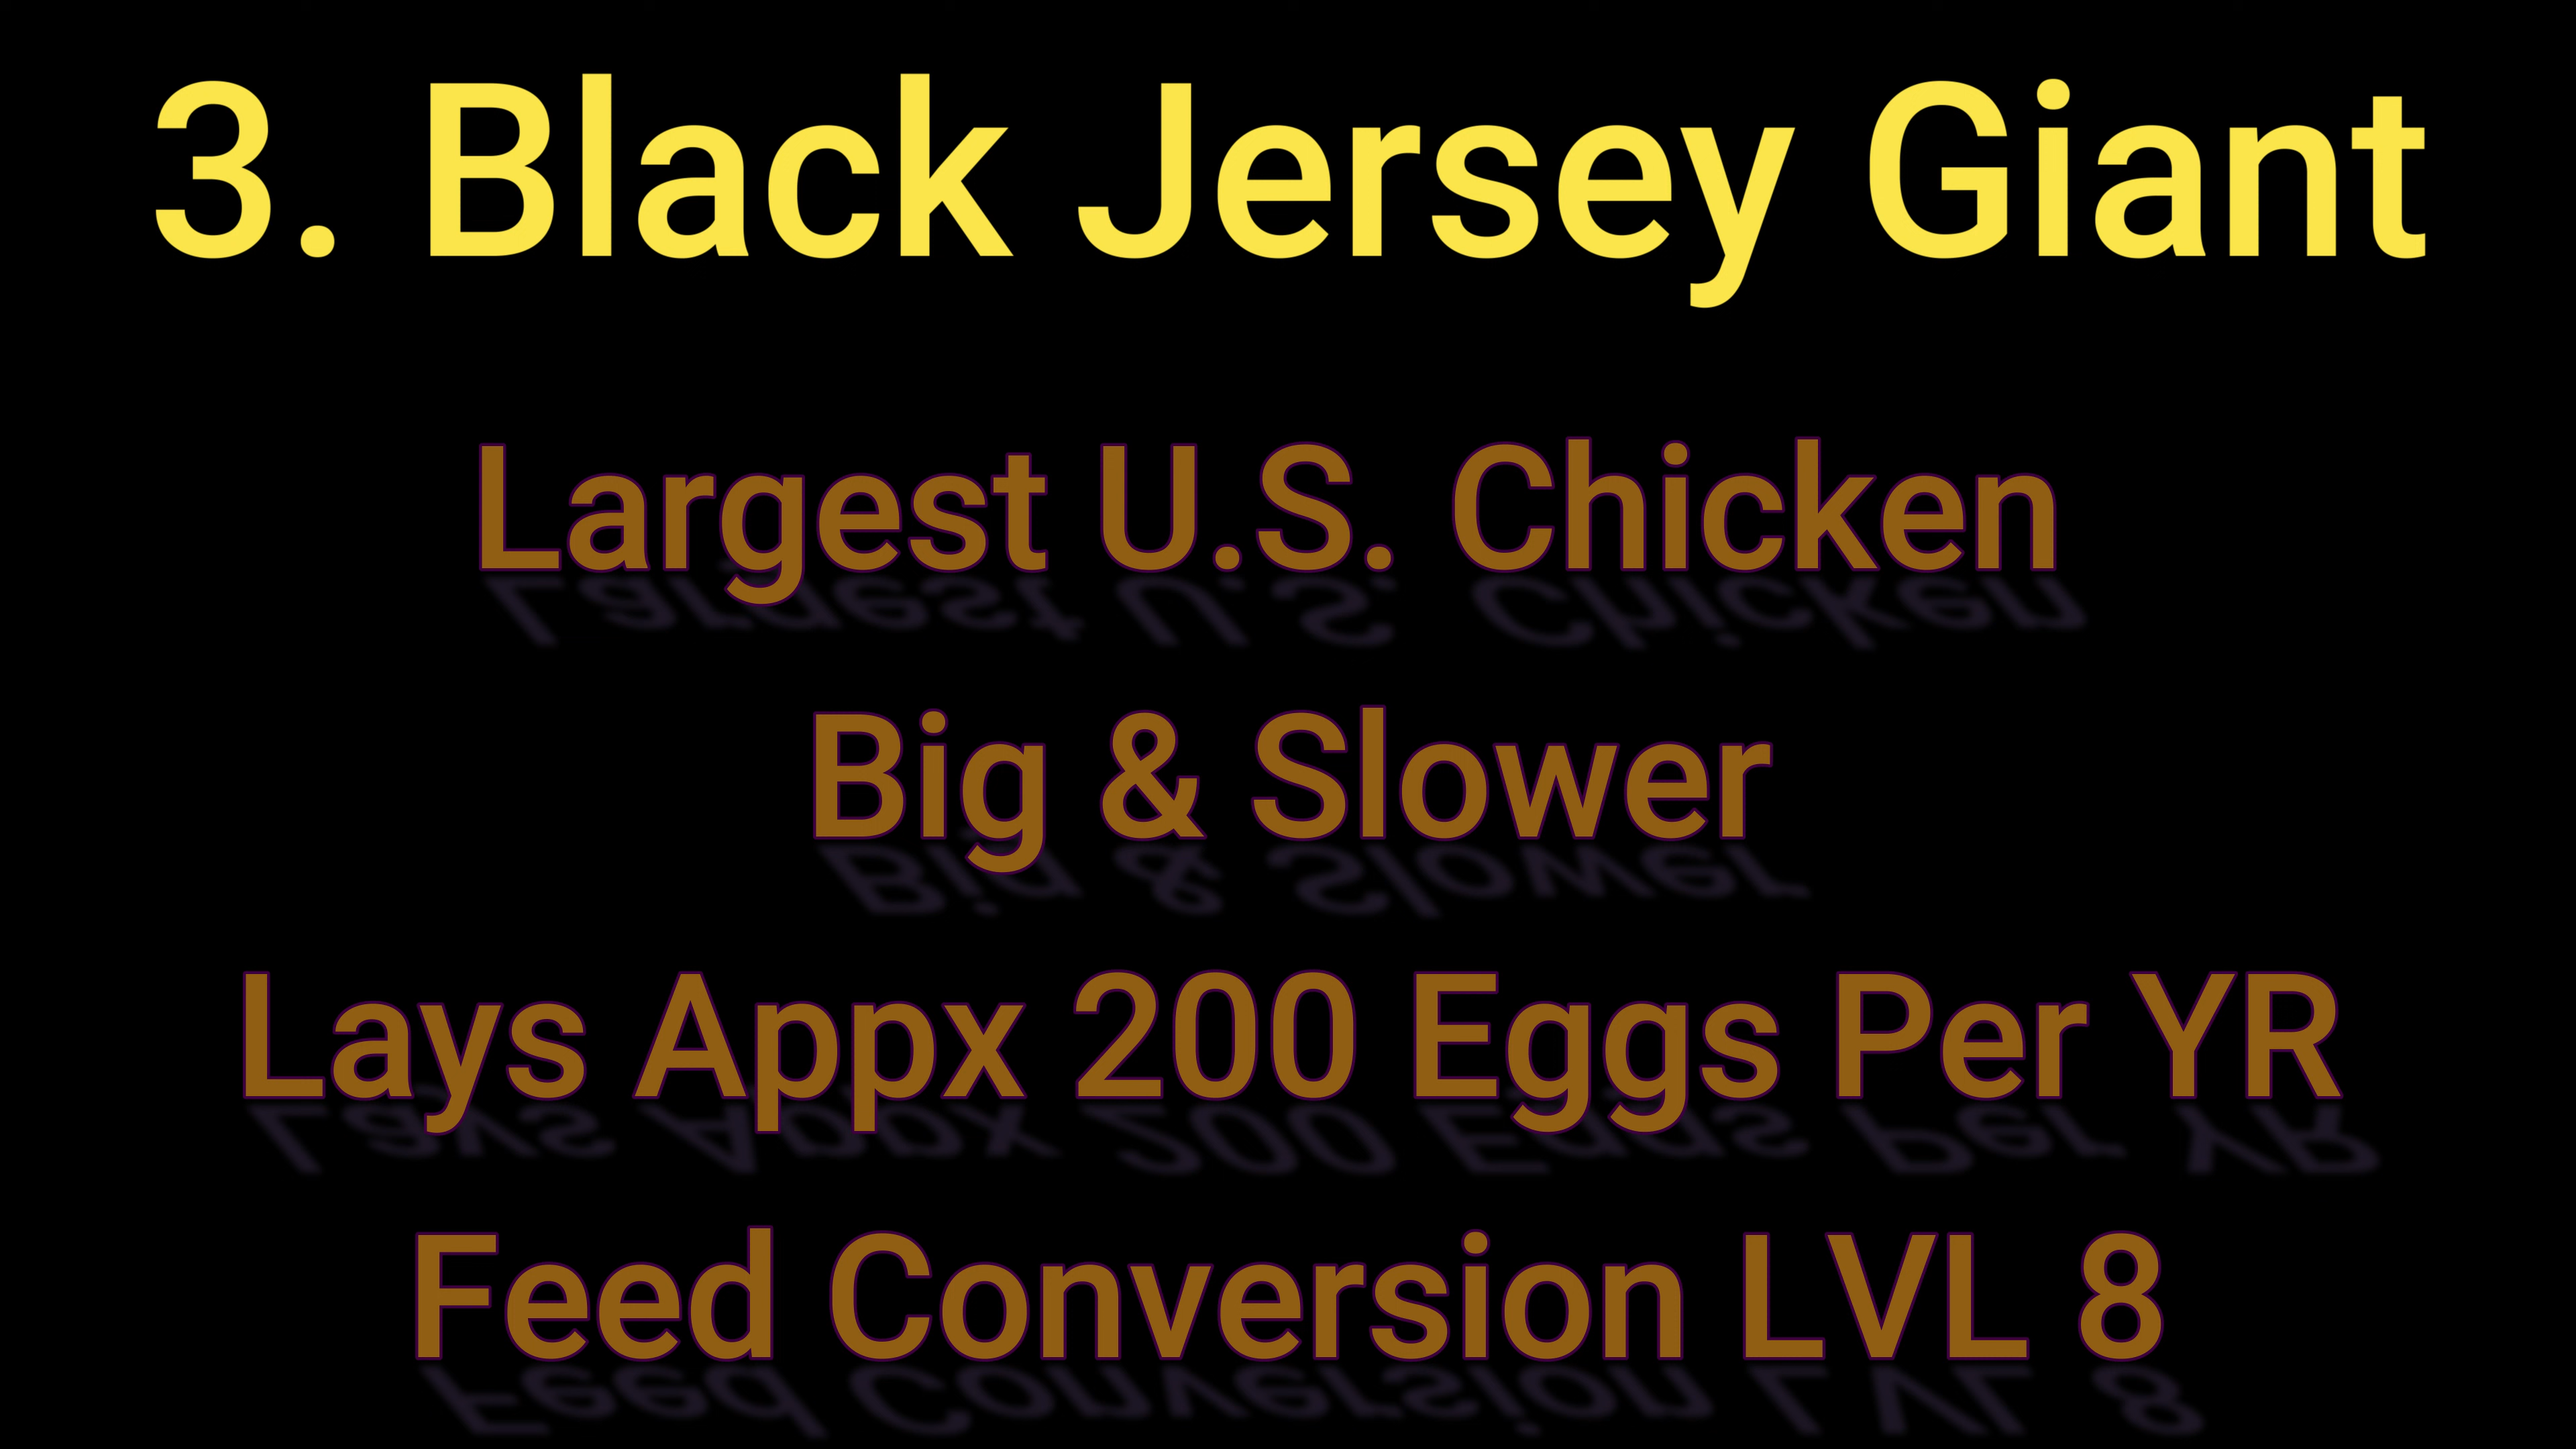 3. Black Jersey Giant
Largest U.S. Chicken
Big & Slower
Lays Appx 200 Eggs Per YR
Feed Conversion LVL 8